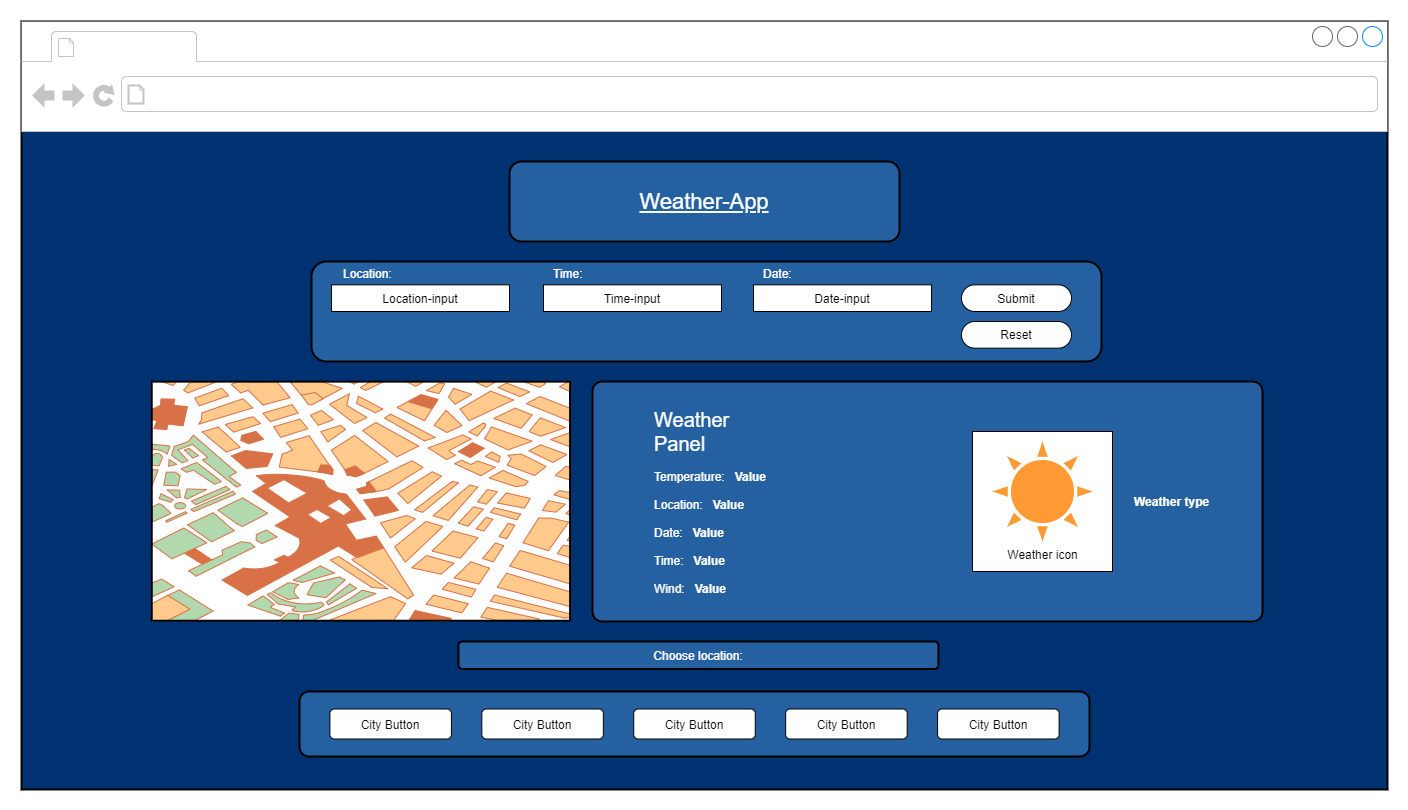 Weather-App
Location: Time: Date:
Location-input Time-input Date-input Submit
Reset
Weather
Panel
Temperature: Value
Location: Value
Date: Value
Time: Value
Wind: Value
Weather icon
Weather type
Choose location:
City Button City Button City Button City Button City Button